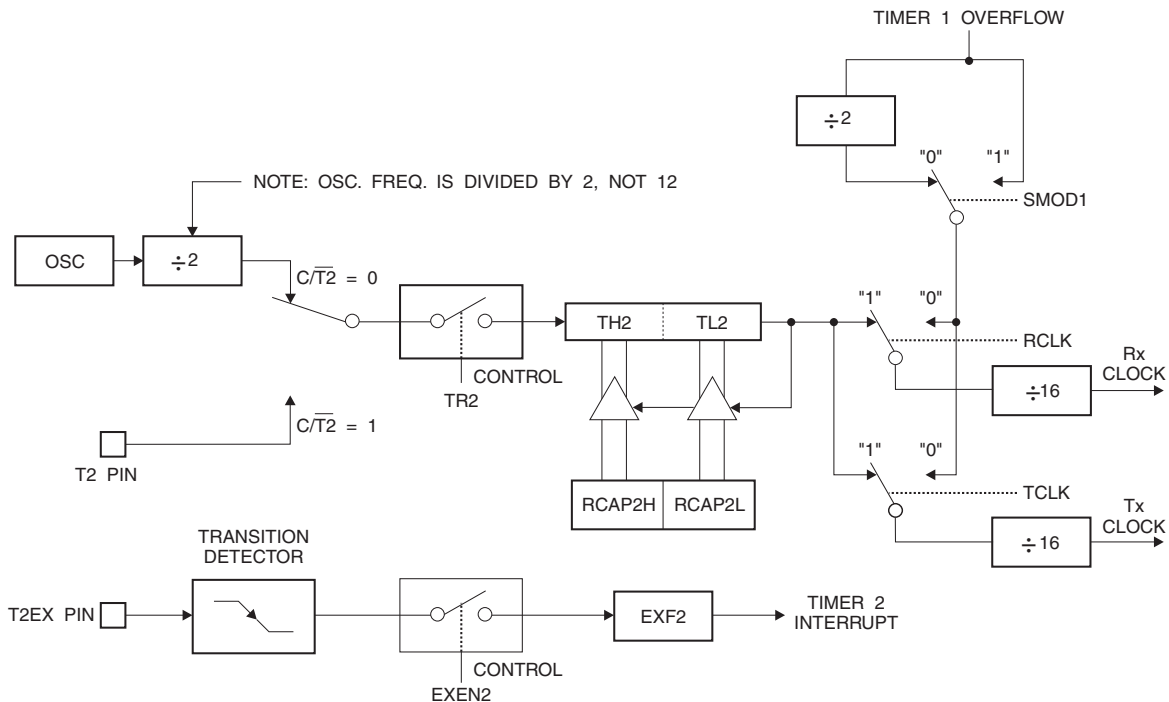 TIMER 1 OVERFLOW
÷2
"0" "1"
NOTE: OSC. FREQ. IS DIVIDED BY 2, NOT 12
SMOD1
OSC
÷2
C/T2̅ = 0
"1" "0"
TH2 TL2
RCLK
Rx
CLOCK
CONTROL
TR2
÷16
C/T2̅ = 1
T2 PIN
"1" "0"
RCAP2H RCAP2L
TCLK
Tx
CLOCK
÷16
TRANSITION
DETECTOR
T2EX PIN
EXF2
TIMER 2
INTERRUPT
CONTROL
EXEN2